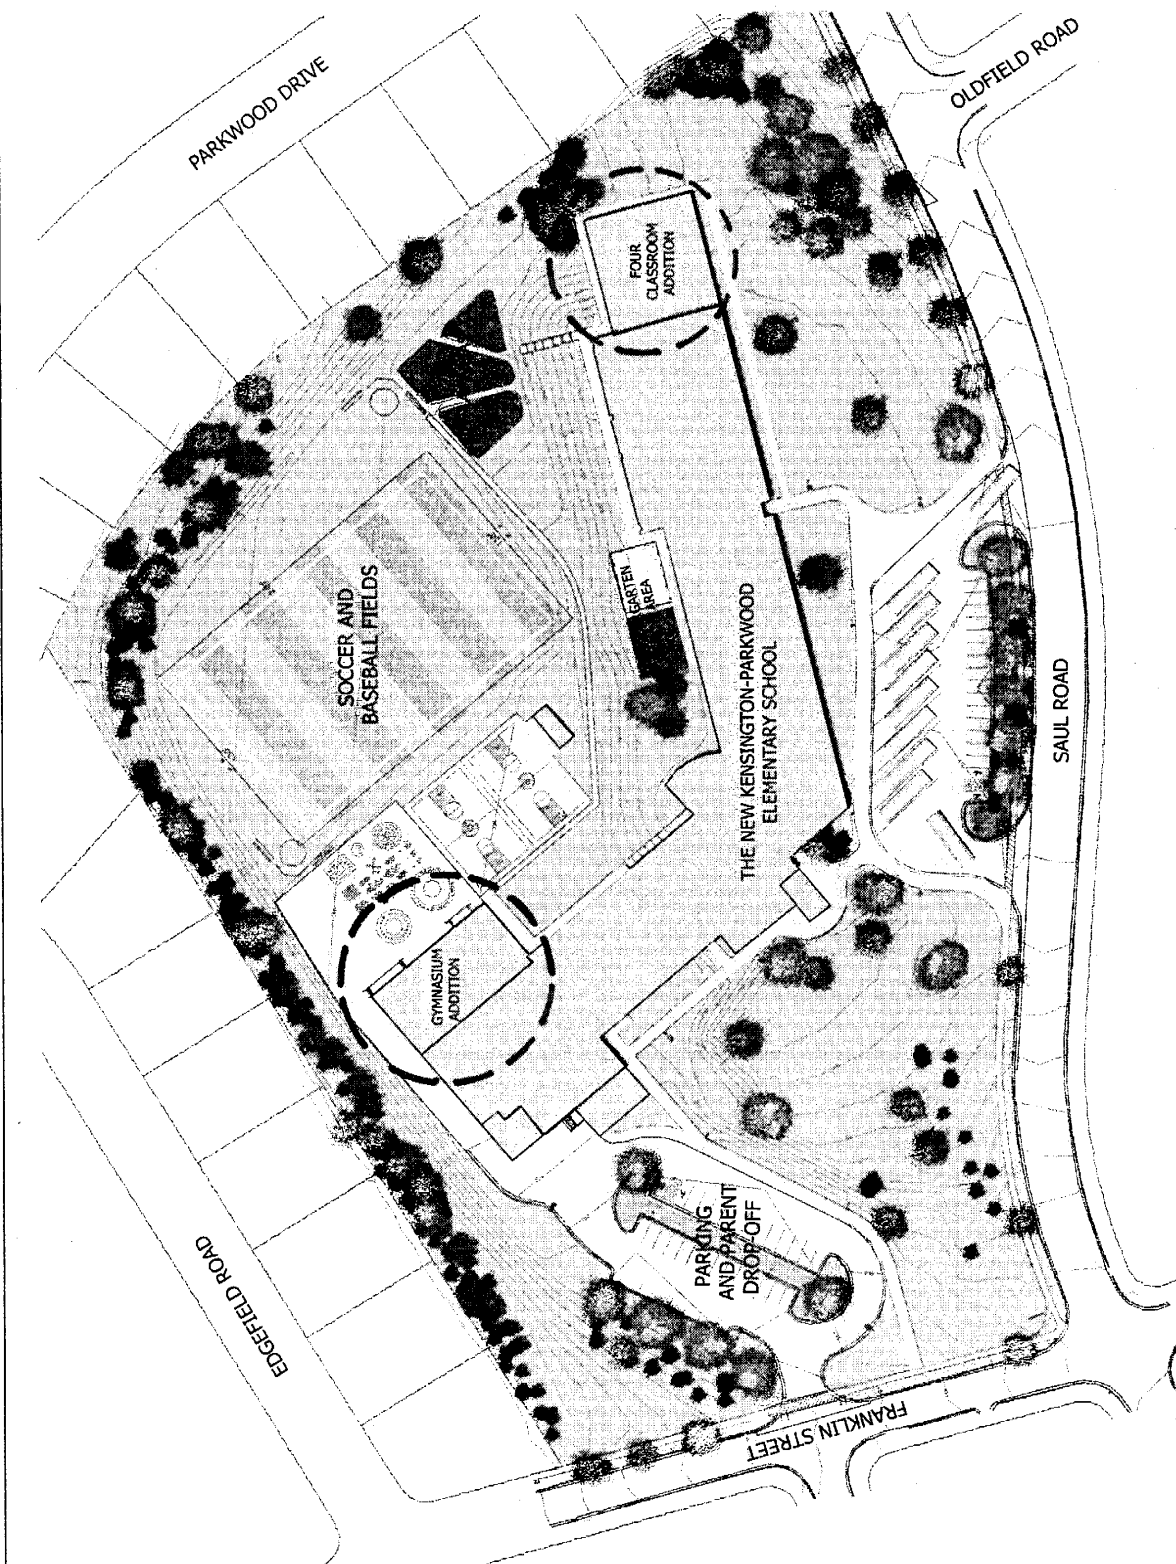 PARKWOOD DRIVE
OLDFIELD ROAD
FOUR
CLASSROOM
ADDITION
SOCCER AND
BASEBALL FIELDS
GARTEN
AREA
THE NEW KENSINGTON-PARKWOOD
ELEMENTARY SCHOOL
SAUL ROAD
GYMNASIUM
ADDITION
PARKING
AND PARENT
DROP-OFF
EDGEFIELD ROAD
FRANKLIN STREET